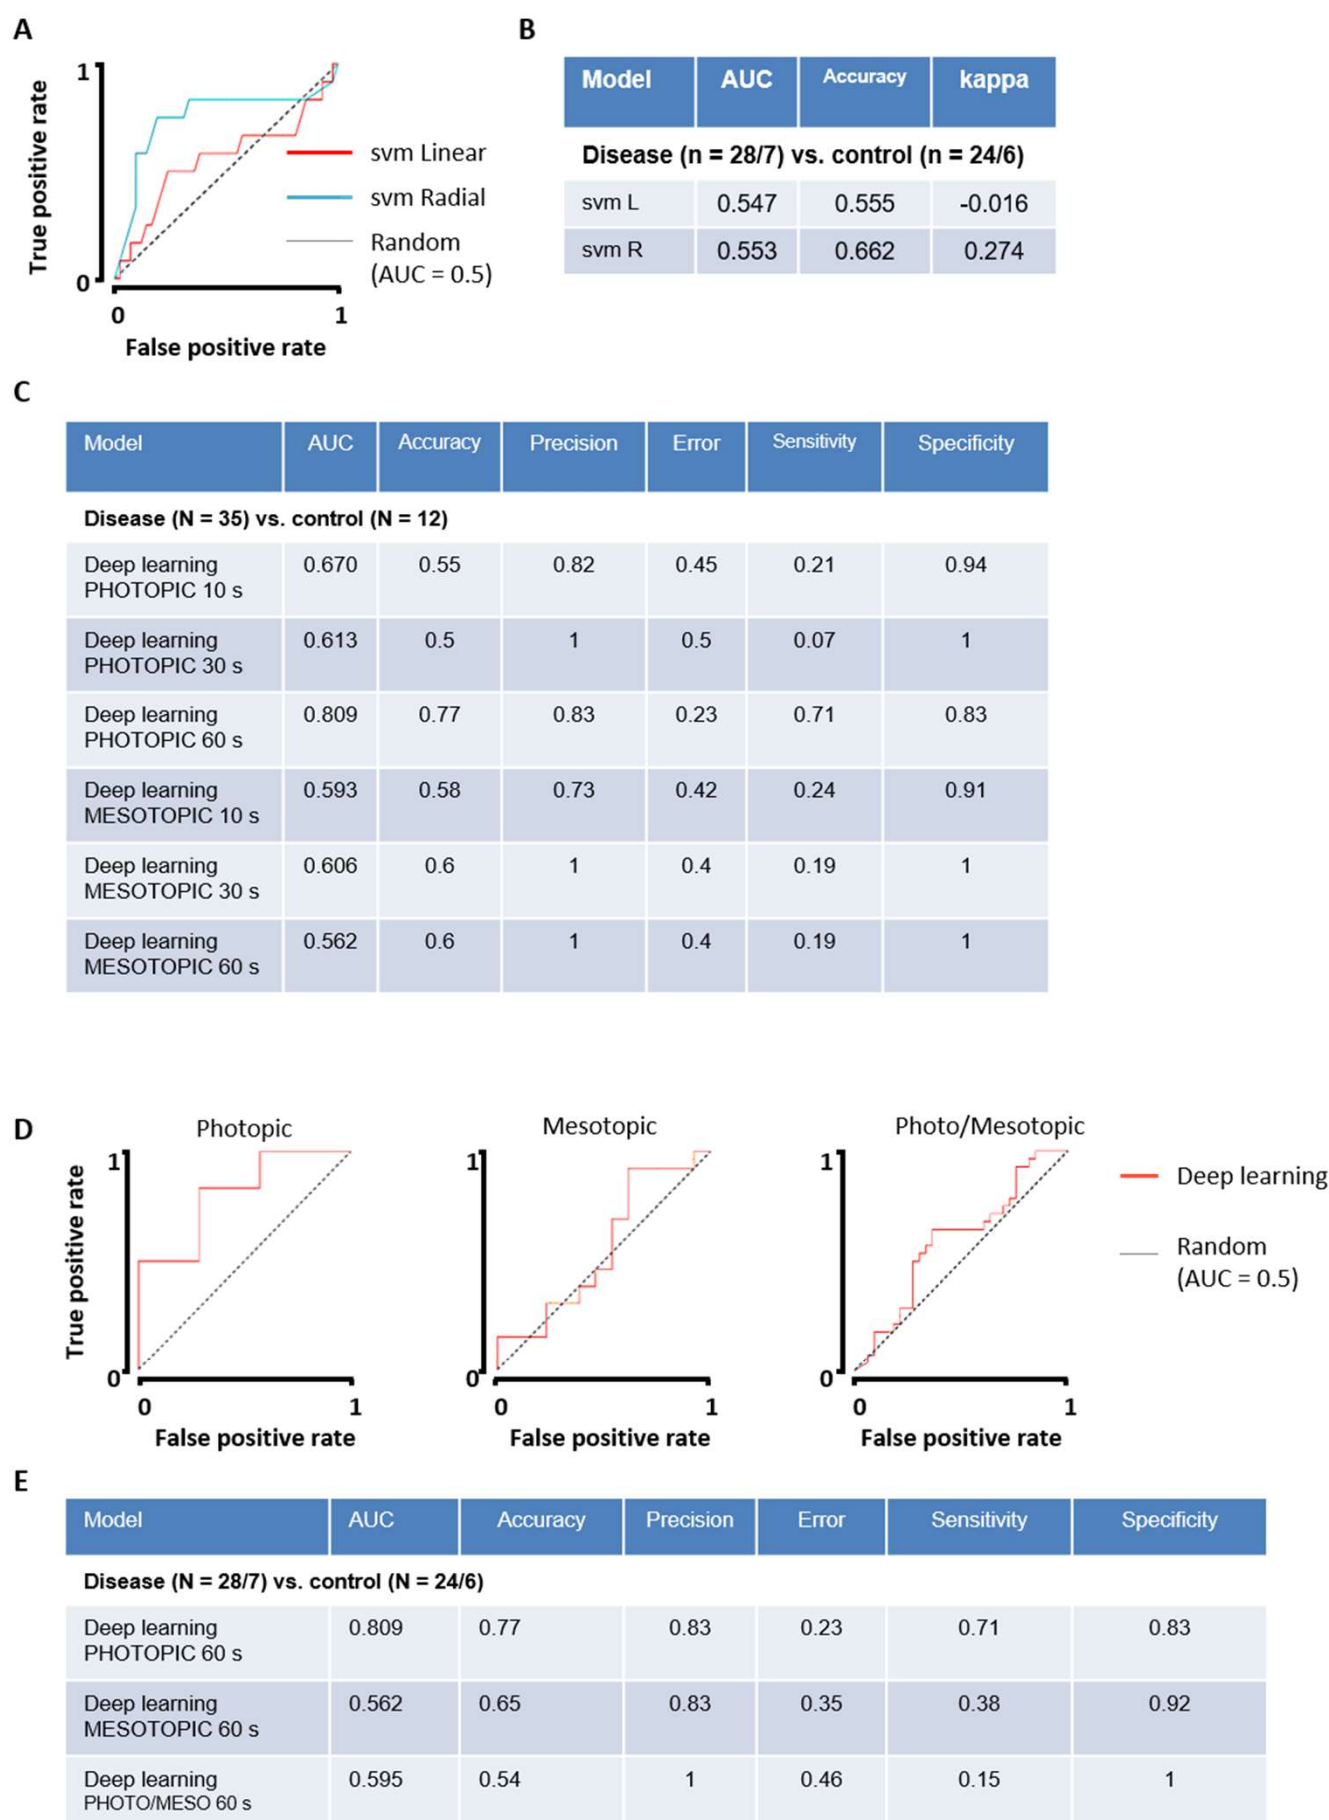 A
1
True positive rate
0
0
1
False positive rate
svm Linear
svm Radial
Random
(AUC = 0.5)
B
Model AUC Accuracy kappa
Disease (n = 28/7) vs. control (n = 24/6)
svm L 0.547 0.555 -0.016
svm R 0.553 0.662 0.274
C
Model AUC Accuracy Precision Error Sensitivity Specificity
Disease (N = 35) vs. control (N = 12)
Deep learning 0.670 0.55 0.82 0.45 0.21 0.94
PHOTOPIC 10 s
Deep learning 0.613 0.5 1 0.5 0.07 1
PHOTOPIC 30 s
Deep learning 0.809 0.77 0.83 0.23 0.71 0.83
PHOTOPIC 60 s
Deep learning 0.593 0.58 0.73 0.42 0.24 0.91
MESOTOPIC 10 s
Deep learning 0.606 0.6 1 0.4 0.19 1
MESOTOPIC 30 s
Deep learning 0.562 0.6 1 0.4 0.19 1
MESOTOPIC 60 s
D
Photopic
1
True positive rate
0
0 1
False positive rate
Mesotopic
1
0
0 1
False positive rate
Photo/Mesotopic
1
0
0 1
False positive rate
Deep learning
Random
(AUC = 0.5)
E
Model AUC Accuracy Precision Error Sensitivity Specificity
Disease (N = 28/7) vs. control (N = 24/6)
Deep learning 0.809 0.77 0.83 0.23 0.71 0.83
PHOTOPIC 60 s
Deep learning 0.562 0.65 0.83 0.35 0.38 0.92
MESOTOPIC 60 s
Deep learning 0.595 0.54 1 0.46 0.15 1
PHOTO/MESO 60 s